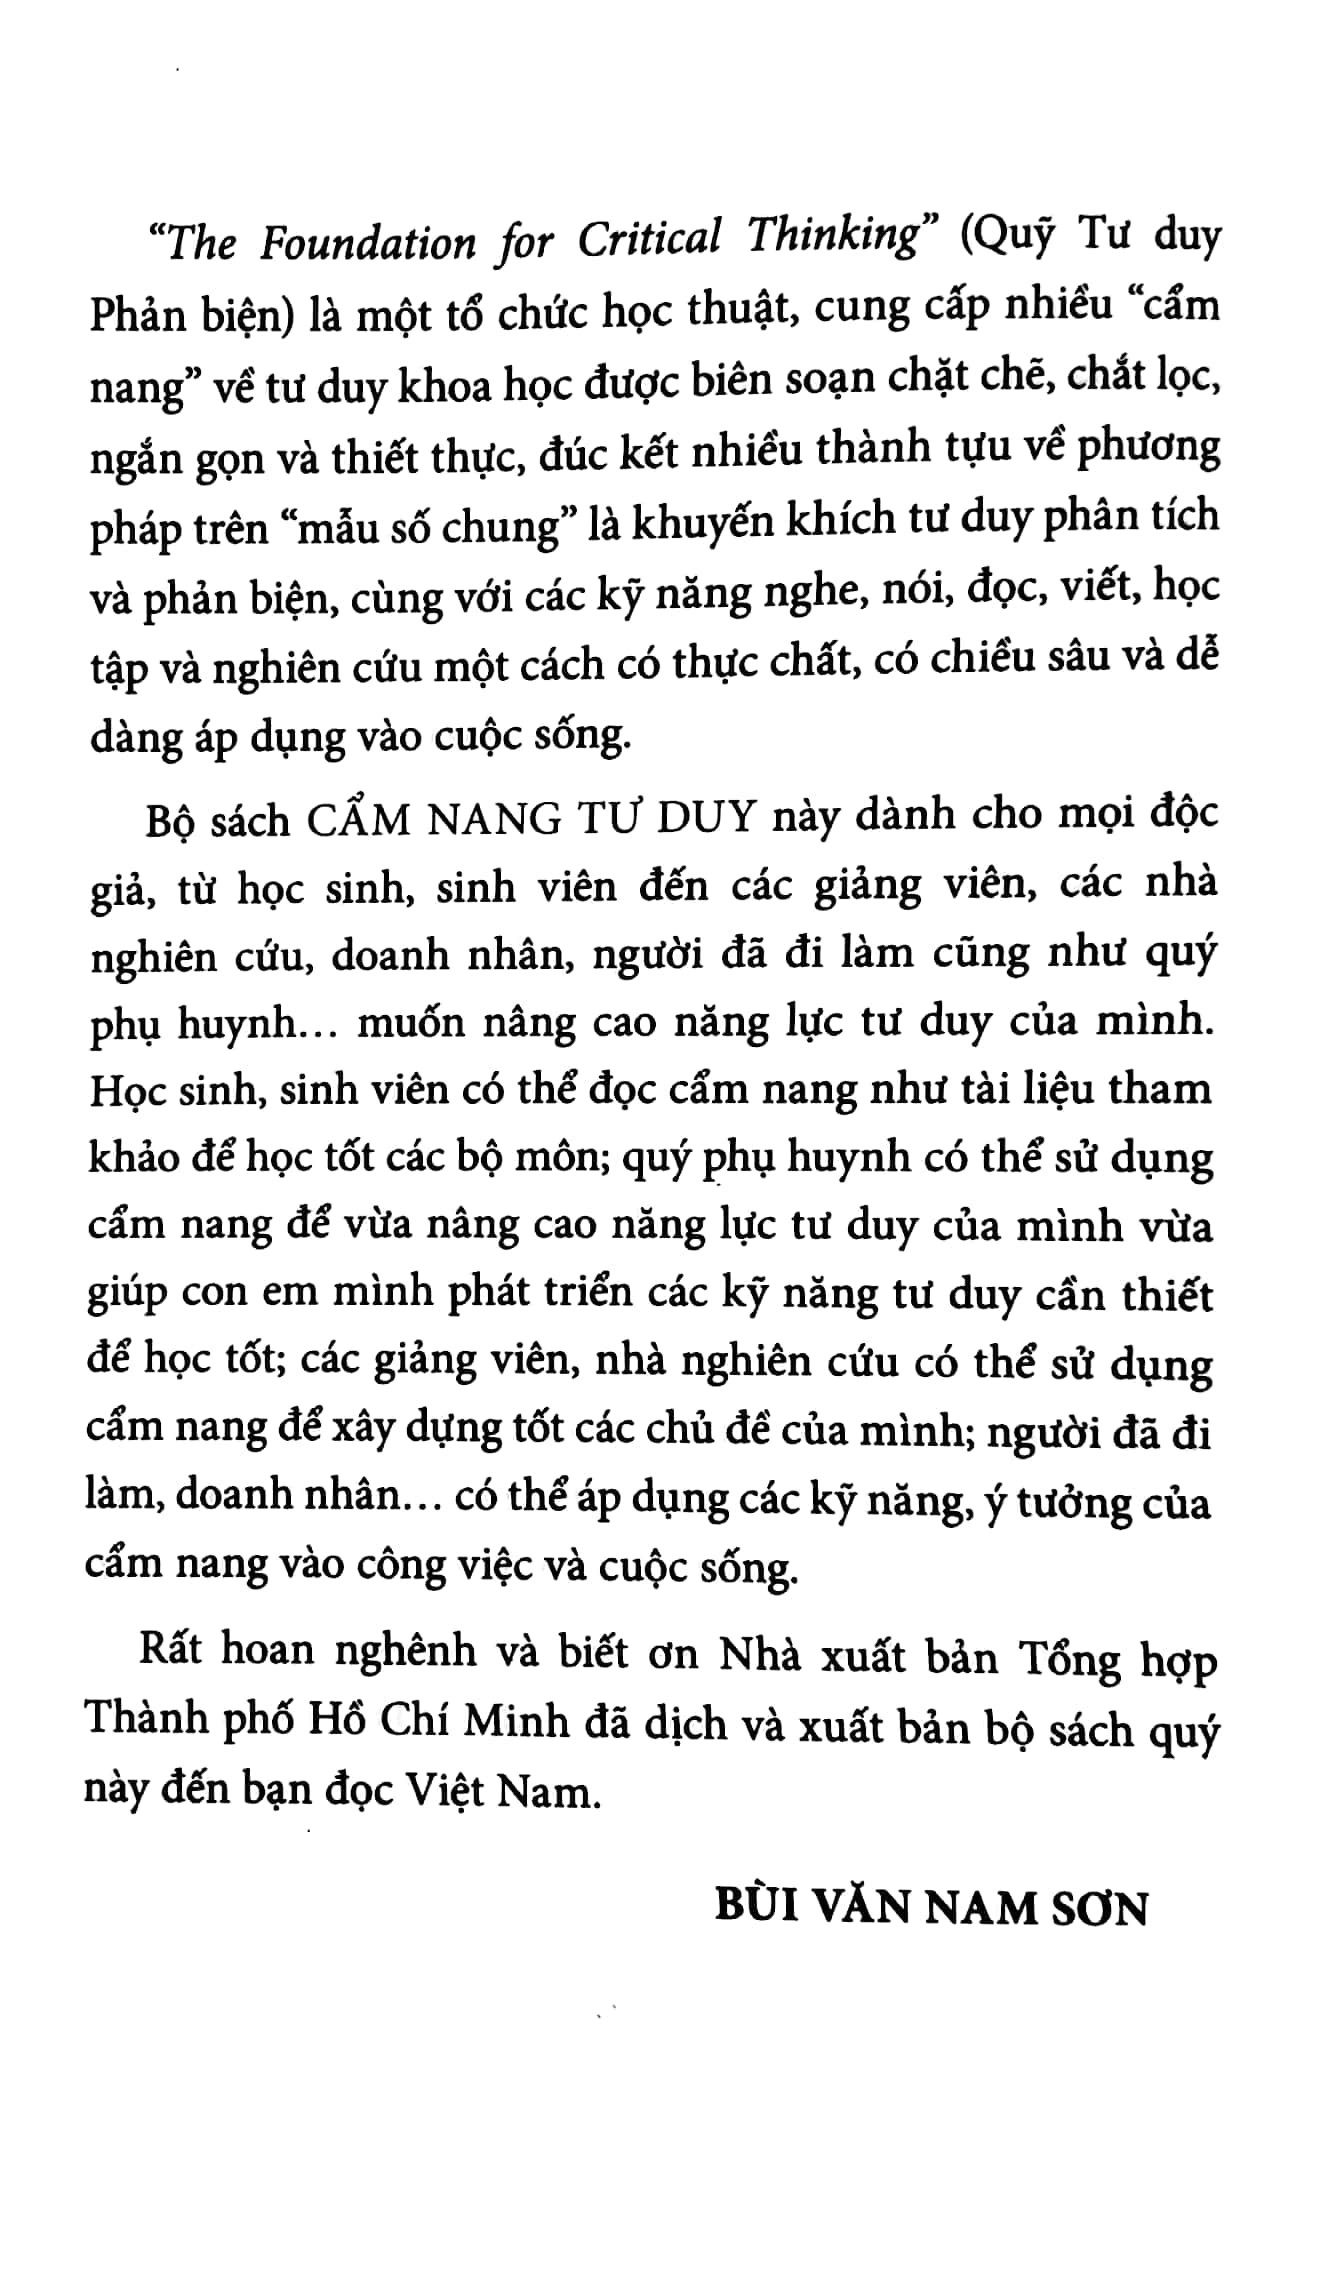 “The Foundation for Critical Thinking” (Quỹ Tư duy
Phản biện) là một tổ chức học thuật, cung cấp nhiều “cẩm
nang” về tư duy khoa học được biên soạn chặt chẽ, chắt lọc,
ngắn gọn và thiết thực, đúc kết nhiều thành tựu về phương
pháp trên “mẫu số chung” là khuyến khích tư duy phân tích
và phản biện, cùng với các kỹ năng nghe, nói, đọc, viết, học
tập và nghiên cứu một cách có thực chất, có chiều sâu và dễ
dàng áp dụng vào cuộc sống.
Bộ sách CẨM NANG TƯ DUY này dành cho mọi độc
giả, từ học sinh, sinh viên đến các giảng viên, các nhà
nghiên cứu, doanh nhân, người đã đi làm cũng như quý
phụ huynh... muốn nâng cao năng lực tư duy của mình.
Học sinh, sinh viên có thể đọc cẩm nang như tài liệu tham
khảo để học tốt các bộ môn; quý phụ huynh có thể sử dụng
cẩm nang để vừa nâng cao năng lực tư duy của mình vừa
giúp con em mình phát triển các kỹ năng tư duy cần thiết
để học tốt; các giảng viên, nhà nghiên cứu có thể sử dụng
cẩm nang để xây dựng tốt các chủ đề của mình; người đã đi
làm, doanh nhân... có thể áp dụng các kỹ năng, ý tưởng của
cẩm nang vào công việc và cuộc sống.
Rất hoan nghênh và biết ơn Nhà xuất bản Tổng hợp
Thành phố Hồ Chí Minh đã dịch và xuất bản bộ sách quý
này đến bạn đọc Việt Nam.
BÙI VĂN NAM SƠN